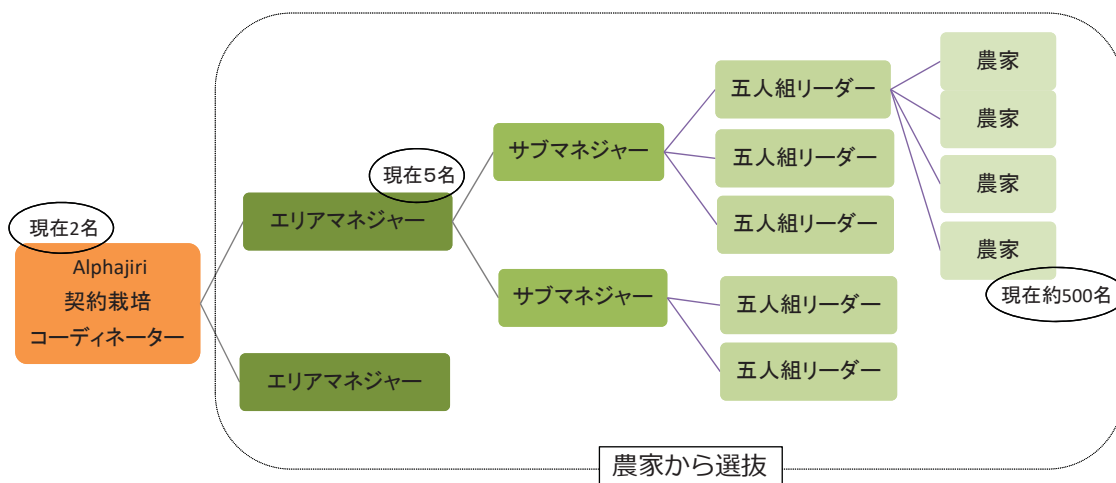 現在2名
Alphajiri
契約栽培
コーディネーター
現在５名
エリアマネジャー
エリアマネジャー
サブマネジャー
サブマネジャー
五人組リーダー
五人組リーダー
五人組リーダー
五人組リーダー
五人組リーダー
農家
農家
農家
農家
現在約500名
農家から選抜